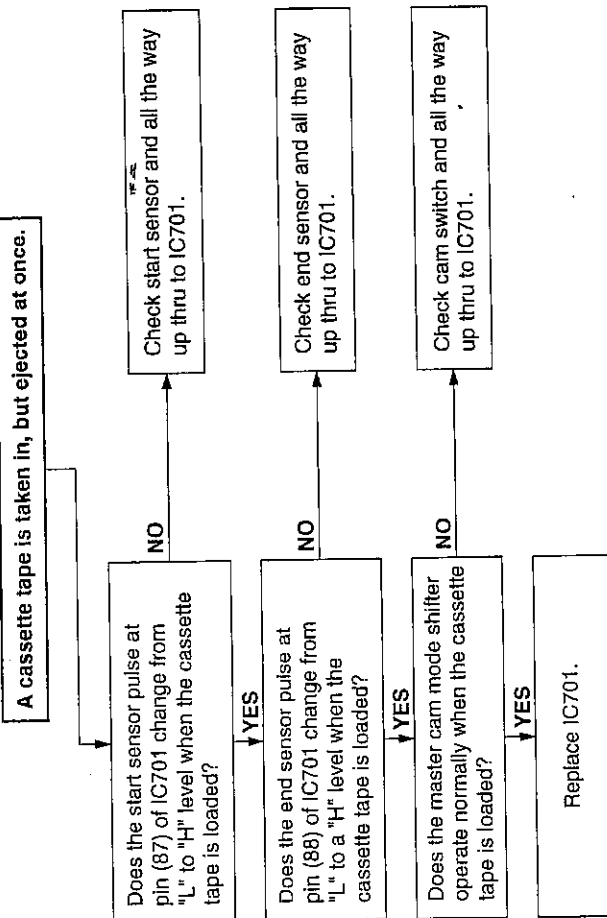 A cassette tape is taken in, but ejected at once.
Does the start sensor pulse at
pin (87) of IC701 change from
"L" to "H" level when the cassette
tape is loaded?
NO
Check start sensor and all the way
up thru to IC701.
YES
Does the end sensor pulse at
pin (88) of IC701 change from
"L" to a "H" level when the
cassette tape is loaded?
NO
Check end sensor and all the way
up thru to IC701.
YES
Does the master cam mode shifter
operate normally when the cassette
tape is loaded?
NO
Check cam switch and all the way
up thru to IC701.
YES
Replace IC701.